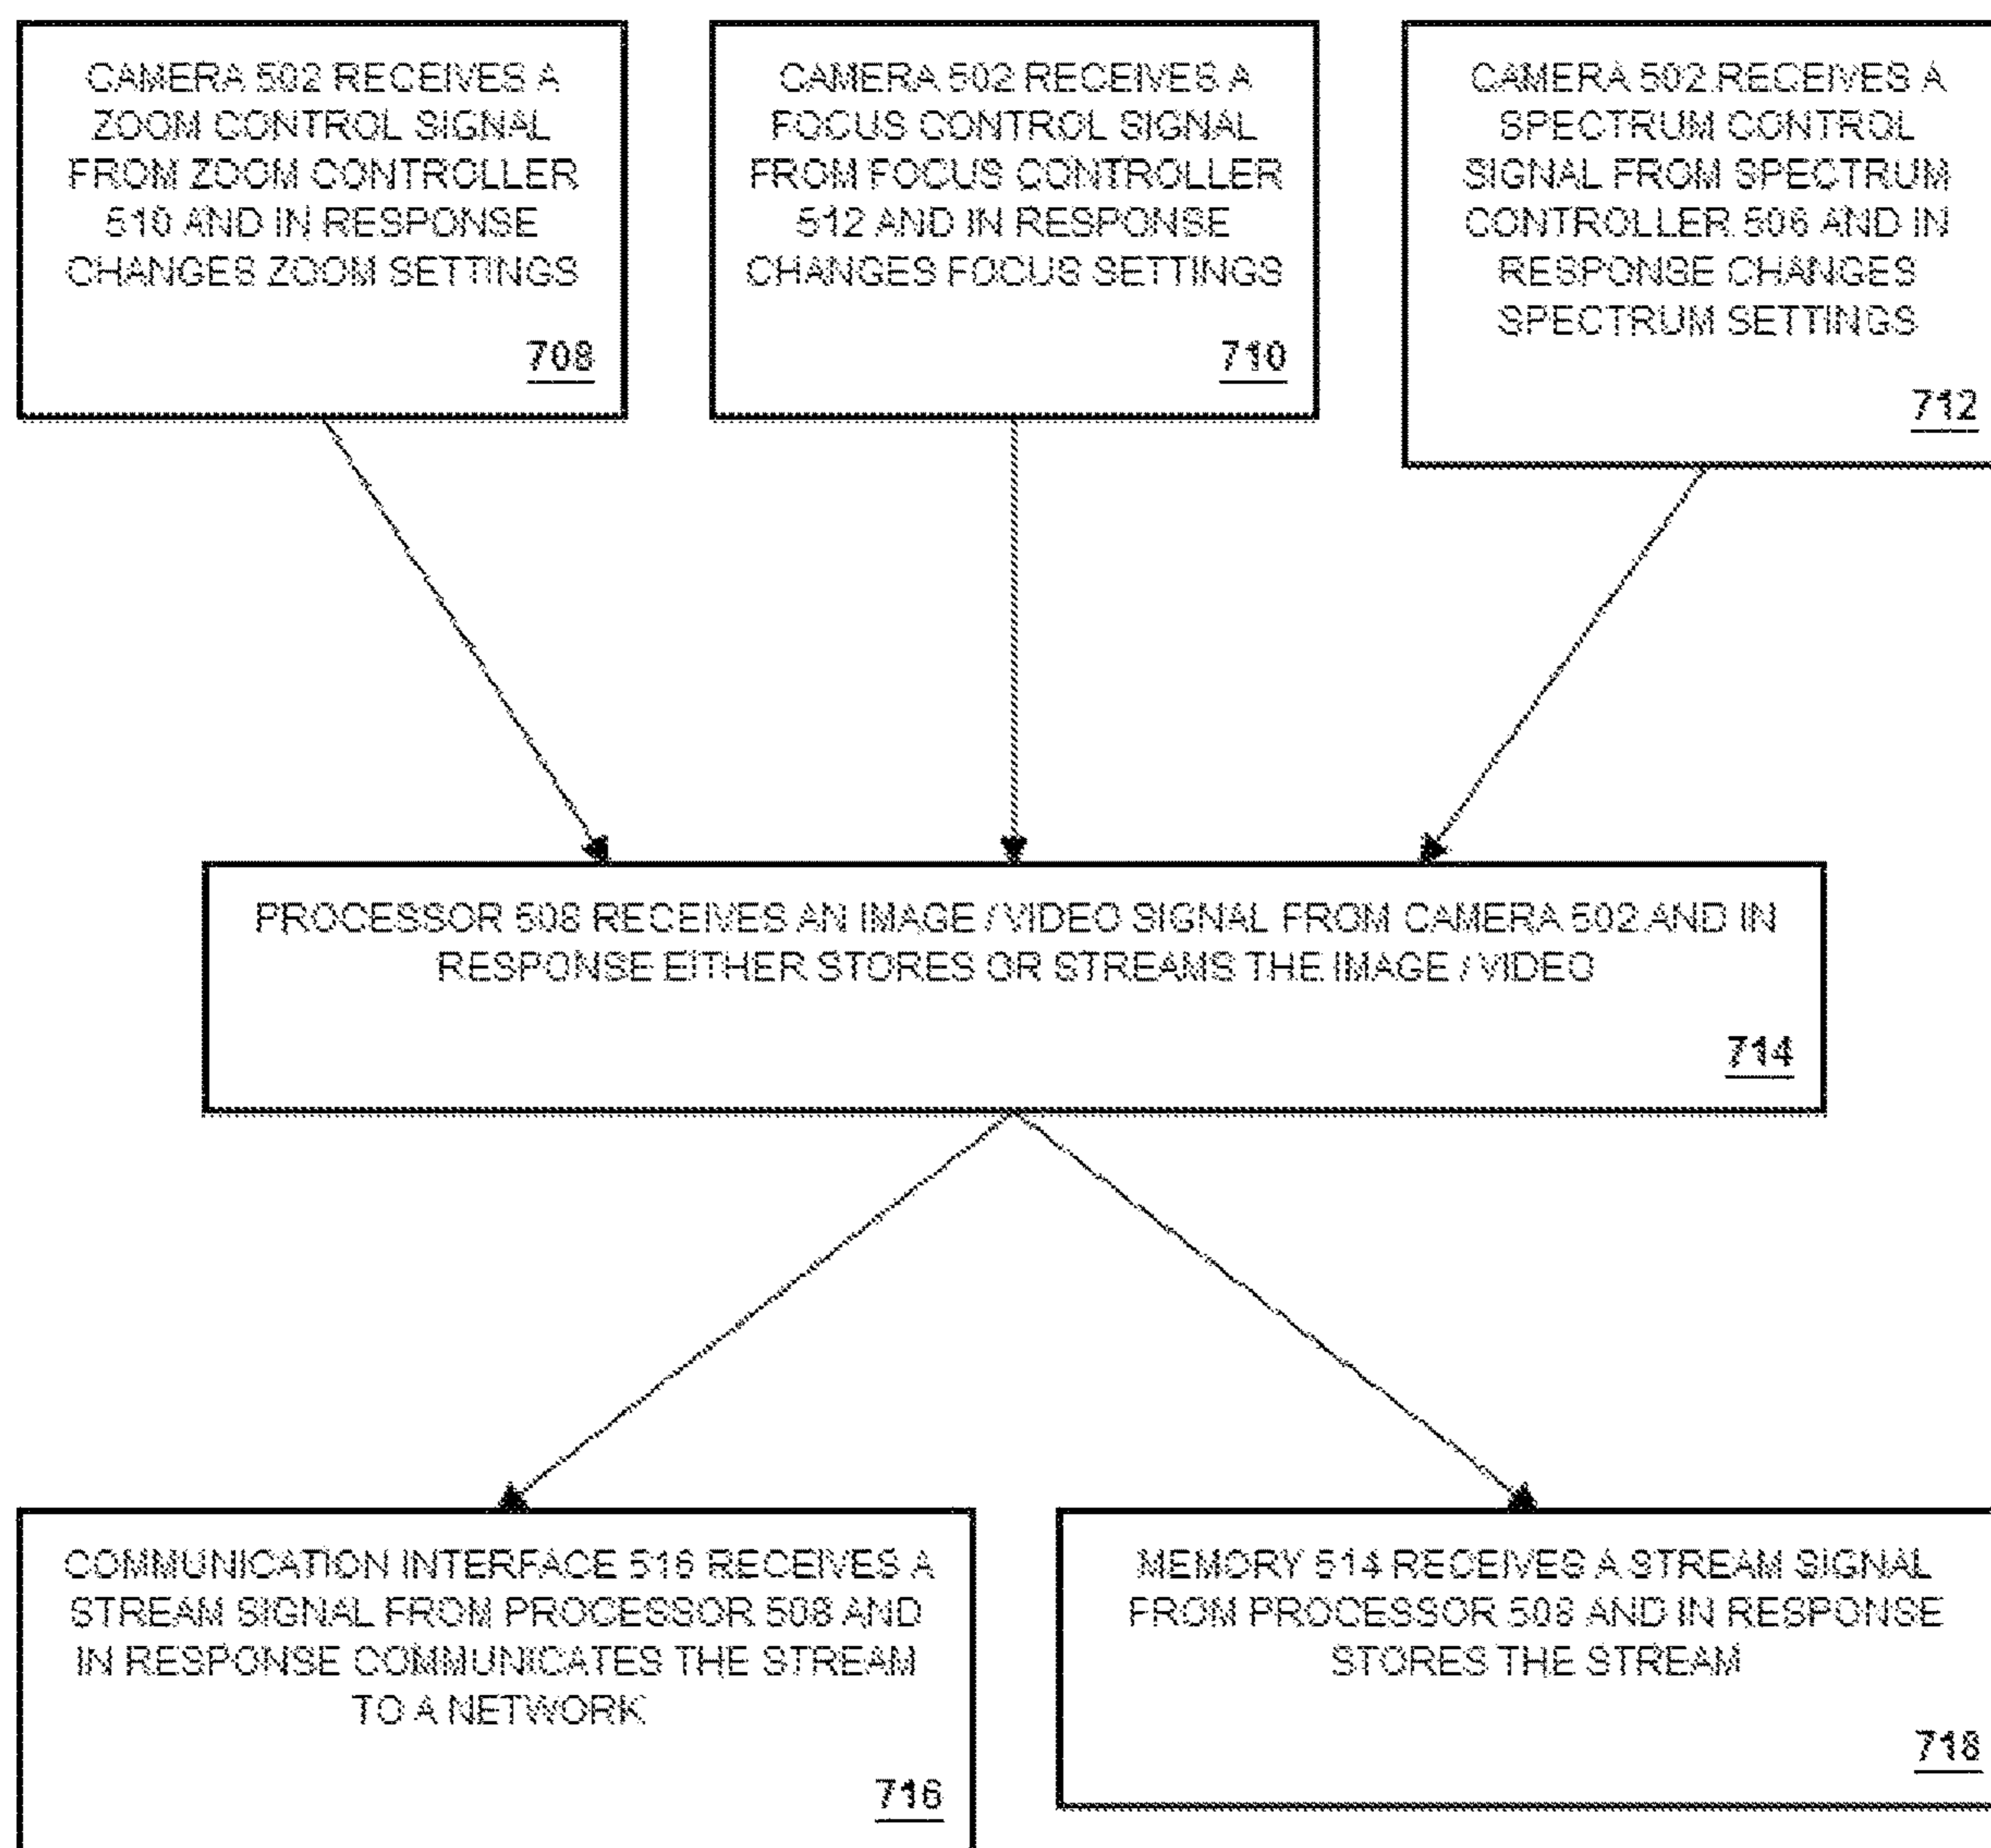 CAMERA 502 RECEIVES A
ZOOM CONTROL SIGNAL
FROM ZOOM CONTROLLER
510 AND IN RESPONSE
CHANGES ZOOM SETTINGS
708
CAMERA 502 RECEIVES A
FOCUS CONTROL SIGNAL
FROM FOCUS CONTROLLER
512 AND IN RESPONSE
CHANGES FOCUS SETTINGS
710
CAMERA 502 RECEIVES A
SPECTRUM CONTROL
SIGNAL FROM SPECTRUM
CONTROLLER 506 AND IN
RESPONSE CHANGES
SPECTRUM SETTINGS
712
PROCESSOR 508 RECEIVES AN IMAGE / VIDEO SIGNAL FROM CAMERA 502 AND IN
RESPONSE EITHER STORES OR STREAMS THE IMAGE / VIDEO
714
COMMUNICATION INTERFACE 516 RECEIVES A
STREAM SIGNAL FROM PROCESSOR 508 AND
IN RESPONSE COMMUNICATES THE STREAM
TO A NETWORK
716
MEMORY 514 RECEIVES A STREAM SIGNAL
FROM PROCESSOR 508 AND IN RESPONSE
STORES THE STREAM
718